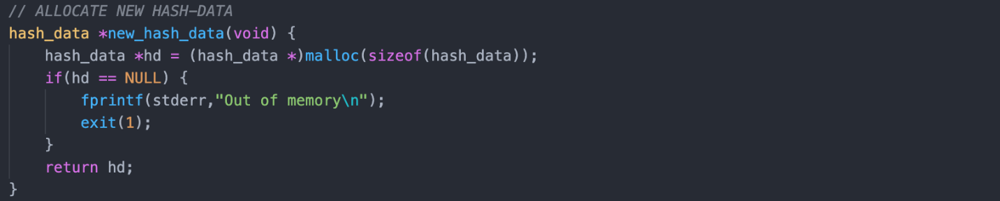 // ALLOCATE NEW HASH-DATA
hash_data *new_hash_data(void) {
    hash_data *hd = (hash_data *)malloc(sizeof(hash_data));
    if(hd == NULL) {
        fprintf(stderr,"Out of memory\n");
        exit(1);
    }
    return hd;
}